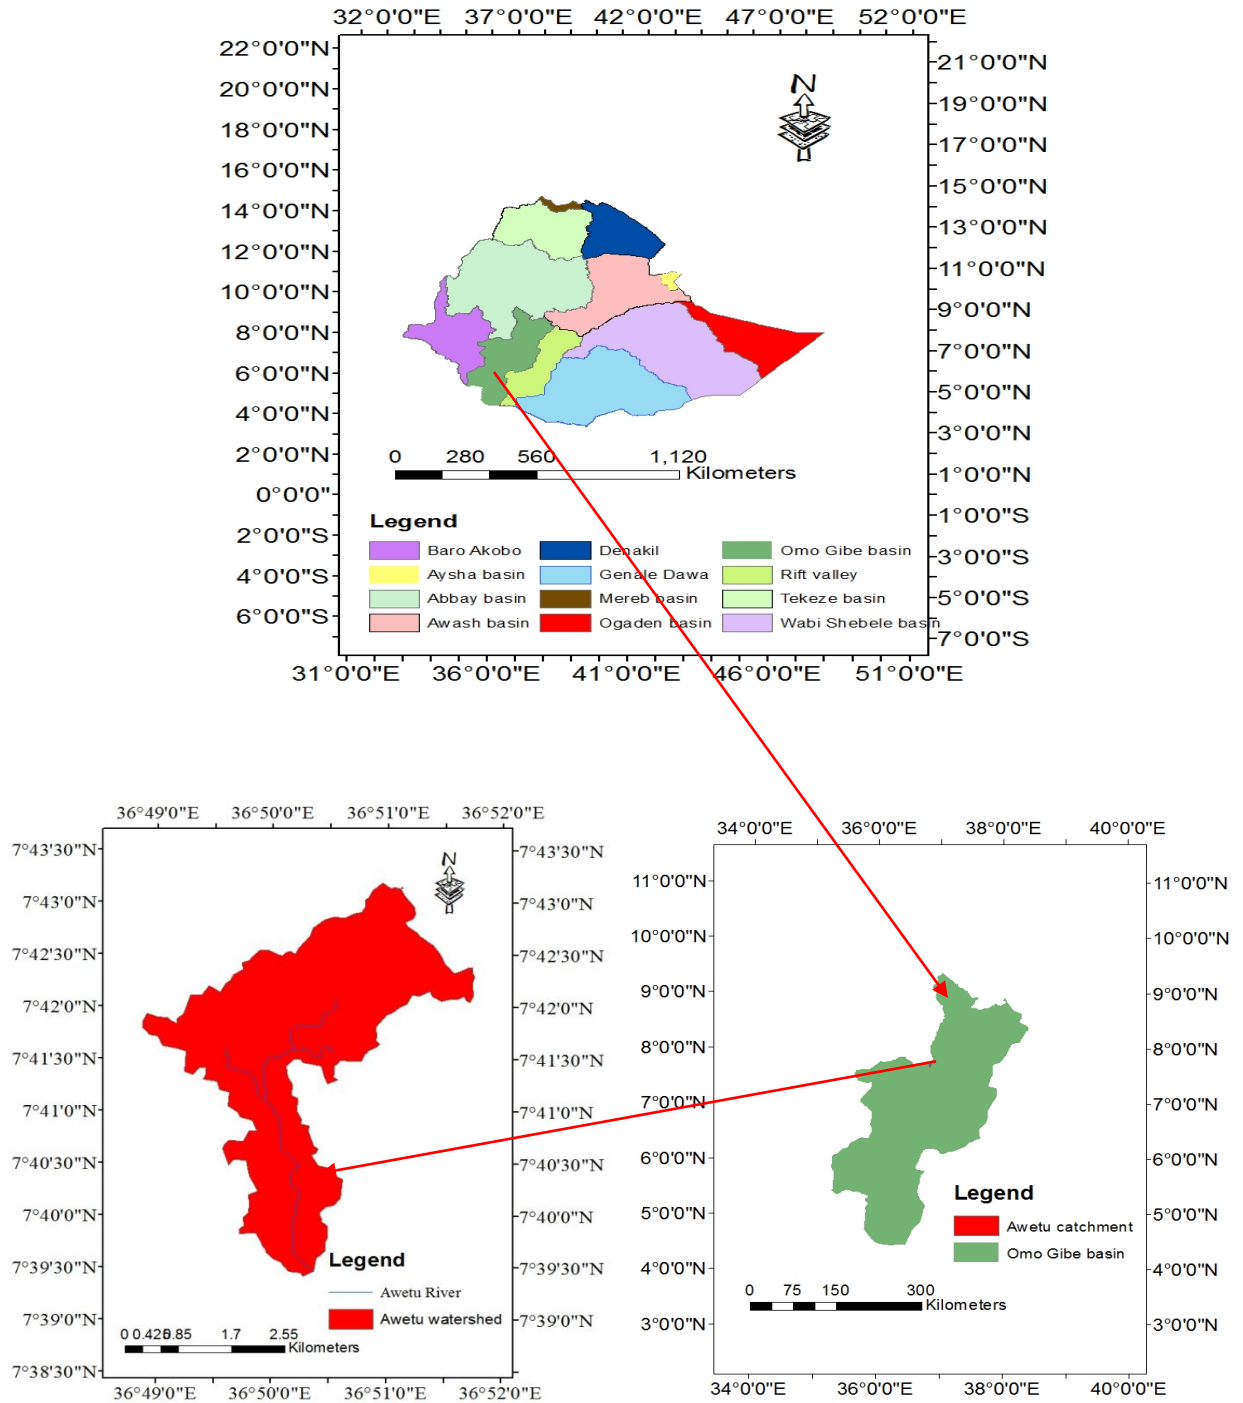 32°0'0"E 37°0'0"E 42°0'0"E 47°0'0"E 52°0'0"E
22°0'0"N
21°0'0"N
20°0'0"N
19°0'0"N
18°0'0"N
17°0'0"N
16°0'0"N
15°0'0"N
14°0'0"N
13°0'0"N
12°0'0"N
11°0'0"N
10°0'0"N
9°0'0"N
8°0'0"N
7°0'0"N
6°0'0"N
5°0'0"N
4°0'0"N
3°0'0"N
2°0'0"N
1°0'0"N
0°0'0"
1°0'0"S
2°0'0"S
3°0'0"S
4°0'0"S
5°0'0"S
6°0'0"S
7°0'0"S
N
0 280 560 1,120
Kilometers
Legend
Baro Akobo Denakil Omo Gibe basin
Aysha basin Genale Dawa Rift valley
Abbay basin Mereb basin Tekeze basin
Awash basin Ogaden basin Wabi Shebele basin
31°0'0"E 36°0'0"E 41°0'0"E 46°0'0"E 51°0'0"E
36°49'0"E 36°50'0"E 36°51'0"E 36°52'0"E
7°43'30"N 7°43'30"N
7°43'0"N 7°43'0"N
7°42'30"N 7°42'30"N
7°42'0"N 7°42'0"N
7°41'30"N 7°41'30"N
7°41'0"N 7°41'0"N
7°40'30"N 7°40'30"N
7°40'0"N 7°40'0"N
7°39'30"N 7°39'30"N
7°39'0"N 7°39'0"N
7°38'30"N
N
Legend
Awetu River
Awetu watershed
0 0.425 0.85 1.7 2.55
Kilometers
36°49'0"E 36°50'0"E 36°51'0"E 36°52'0"E
34°0'0"E 36°0'0"E 38°0'0"E 40°0'0"E
11°0'0"N 11°0'0"N
10°0'0"N 10°0'0"N
9°0'0"N 9°0'0"N
8°0'0"N 8°0'0"N
7°0'0"N 7°0'0"N
6°0'0"N 6°0'0"N
5°0'0"N 5°0'0"N
4°0'0"N 4°0'0"N
3°0'0"N 3°0'0"N
Legend
Awetu catchment
Omo Gibe basin
0 75 150 300
Kilometers
34°0'0"E 36°0'0"E 38°0'0"E 40°0'0"E